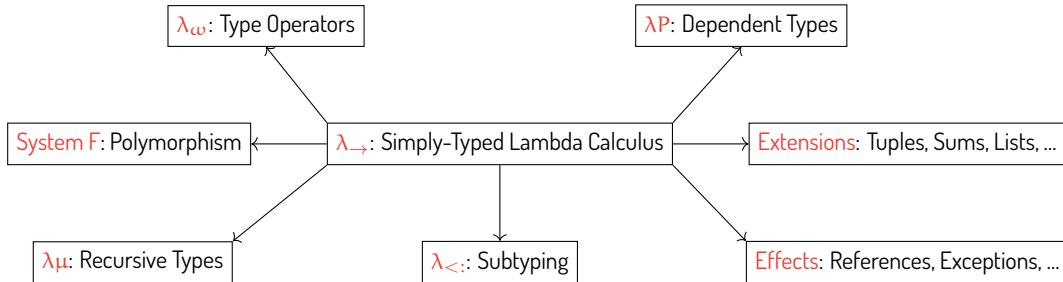 λω: Type Operators
λP: Dependent Types
System F: Polymorphism
λ→: Simply-Typed Lambda Calculus
Extensions: Tuples, Sums, Lists, ...
λμ: Recursive Types
λ<:: Subtyping
Effects: References, Exceptions, ...